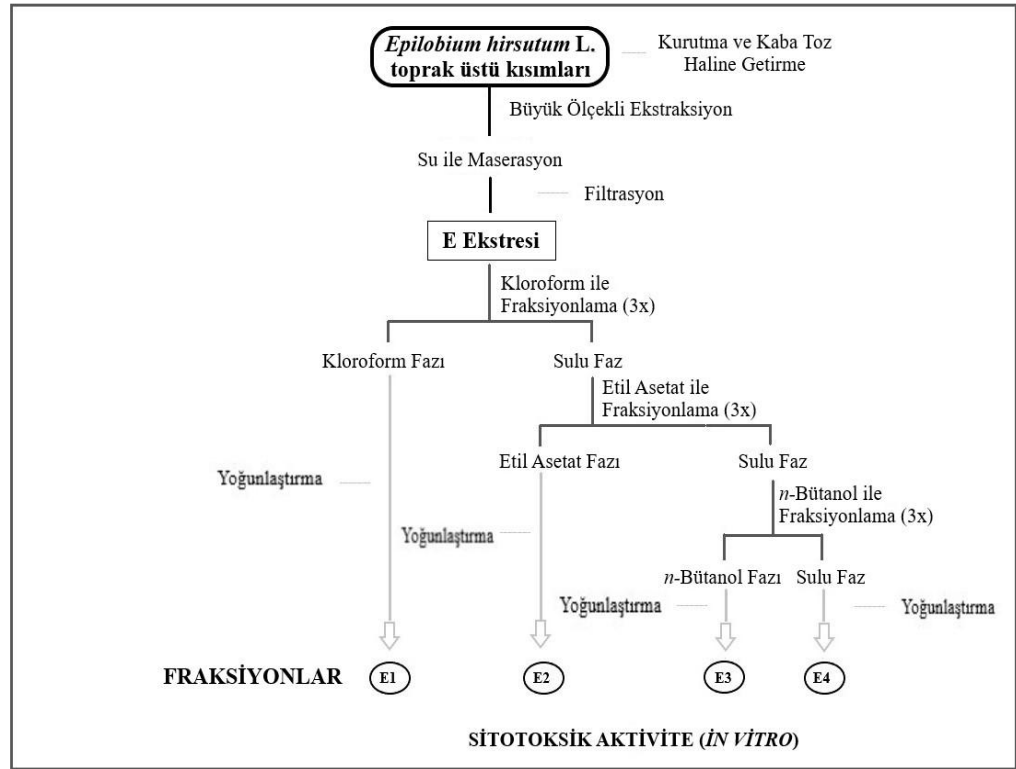 Epilobium hirsutum L.
toprak üstü kısımları
Kurutma ve Kaba Toz
Haline Getirme
Büyük Ölçekli Ekstraksiyon
Su ile Maserasyon
Filtrasyon
E Ekstresi
Kloroform ile
Fraksiyonlama (3x)
Kloroform Fazı
Sulu Faz
Etil Asetat ile
Fraksiyonlama (3x)
Etil Asetat Fazı
Sulu Faz
Yoğunlaştırma
n-Bütanol ile
Fraksiyonlama (3x)
Yoğunlaştırma
n-Bütanol Fazı
Sulu Faz
Yoğunlaştırma
Yoğunlaştırma
FRAKSİYONLAR
E1
E2
E3
E4
SİTOTOKSİK AKTİVİTE (İN VİTRO)